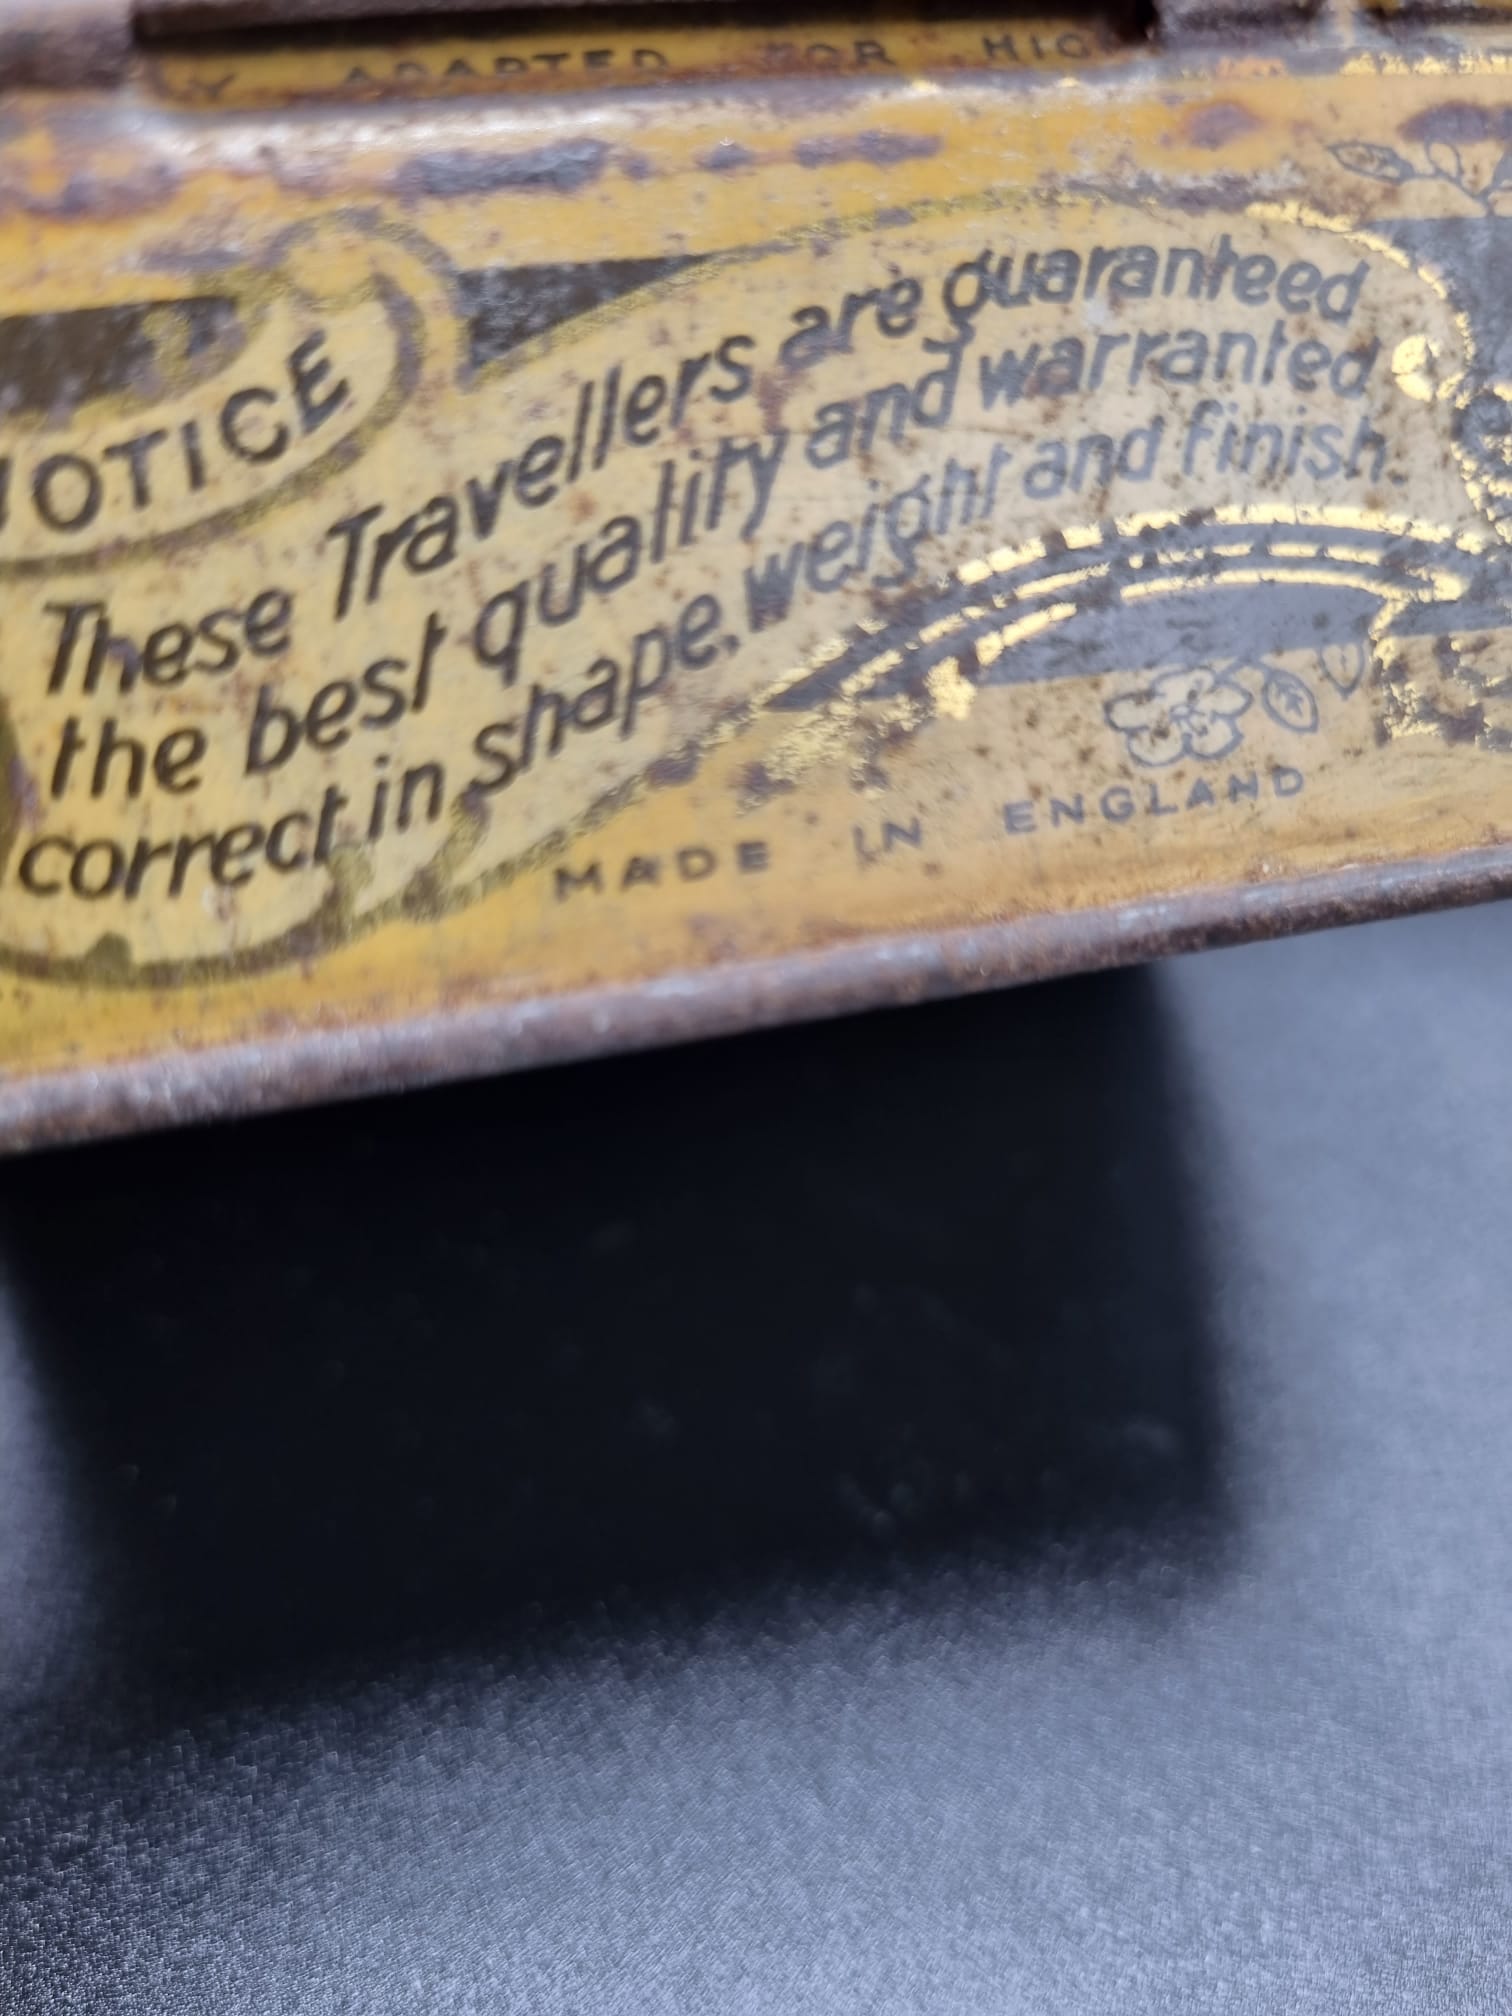 ADAPTED FOR
NOTICE
These Travellers are guaranteed
the best quality and warranted
correct in shape, weight and finish.
MADE IN ENGLAND